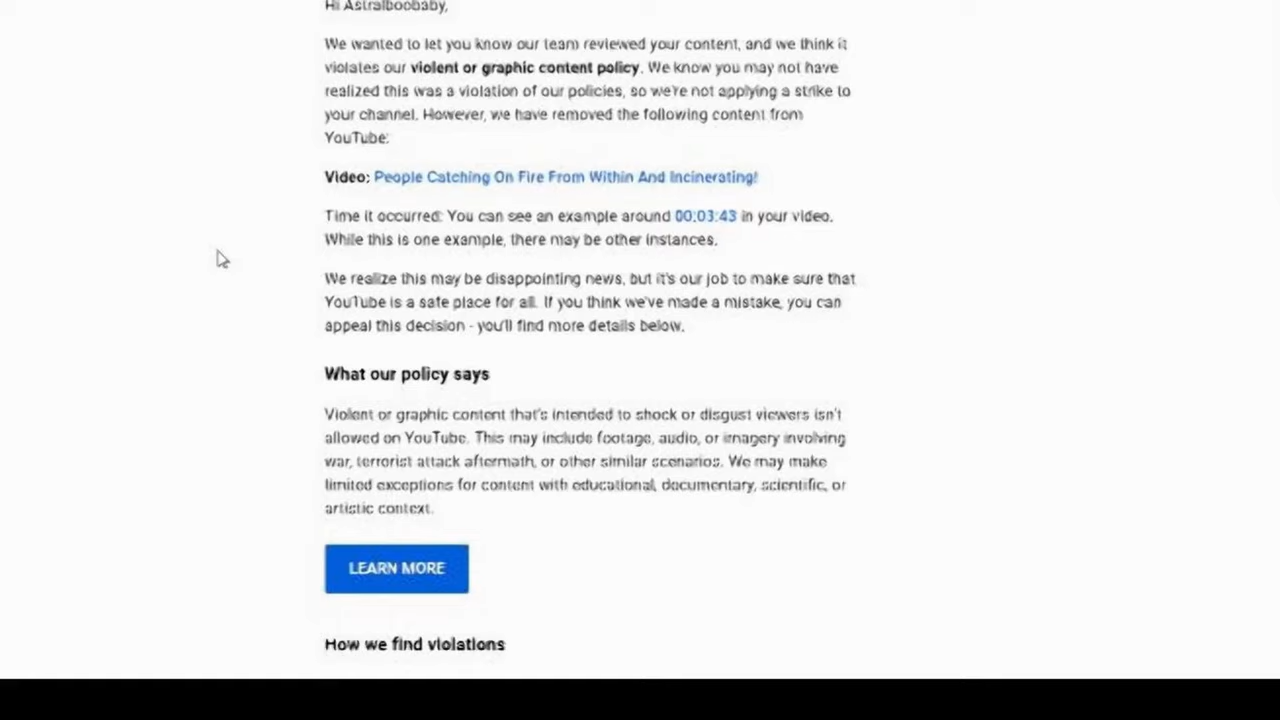 Hi Astralboobaby,
We wanted to let you know our team reviewed your content, and we think it
violates our violent or graphic content policy. We know you may not have
realized this was a violation of our policies, so we're not applying a strike to
your channel. However, we have removed the following content from
YouTube:
Video: People Catching On Fire From Within And Incinerating!
Time it occurred: You can see an example around 00:03:43 in your video.
While this is one example, there may be other instances.
We realize this may be disappointing news, but it's our job to make sure that
YouTube is a safe place for all. If you think we've made a mistake, you can
appeal this decision - you'll find more details below.
What our policy says
Violent or graphic content that's intended to shock or disgust viewers isn't
allowed on YouTube. This may include footage, audio, or imagery involving
war, terrorist attack aftermath, or other similar scenarios. We may make
limited exceptions for content with educational, documentary, scientific, or
artistic context.
LEARN MORE
How we find violations